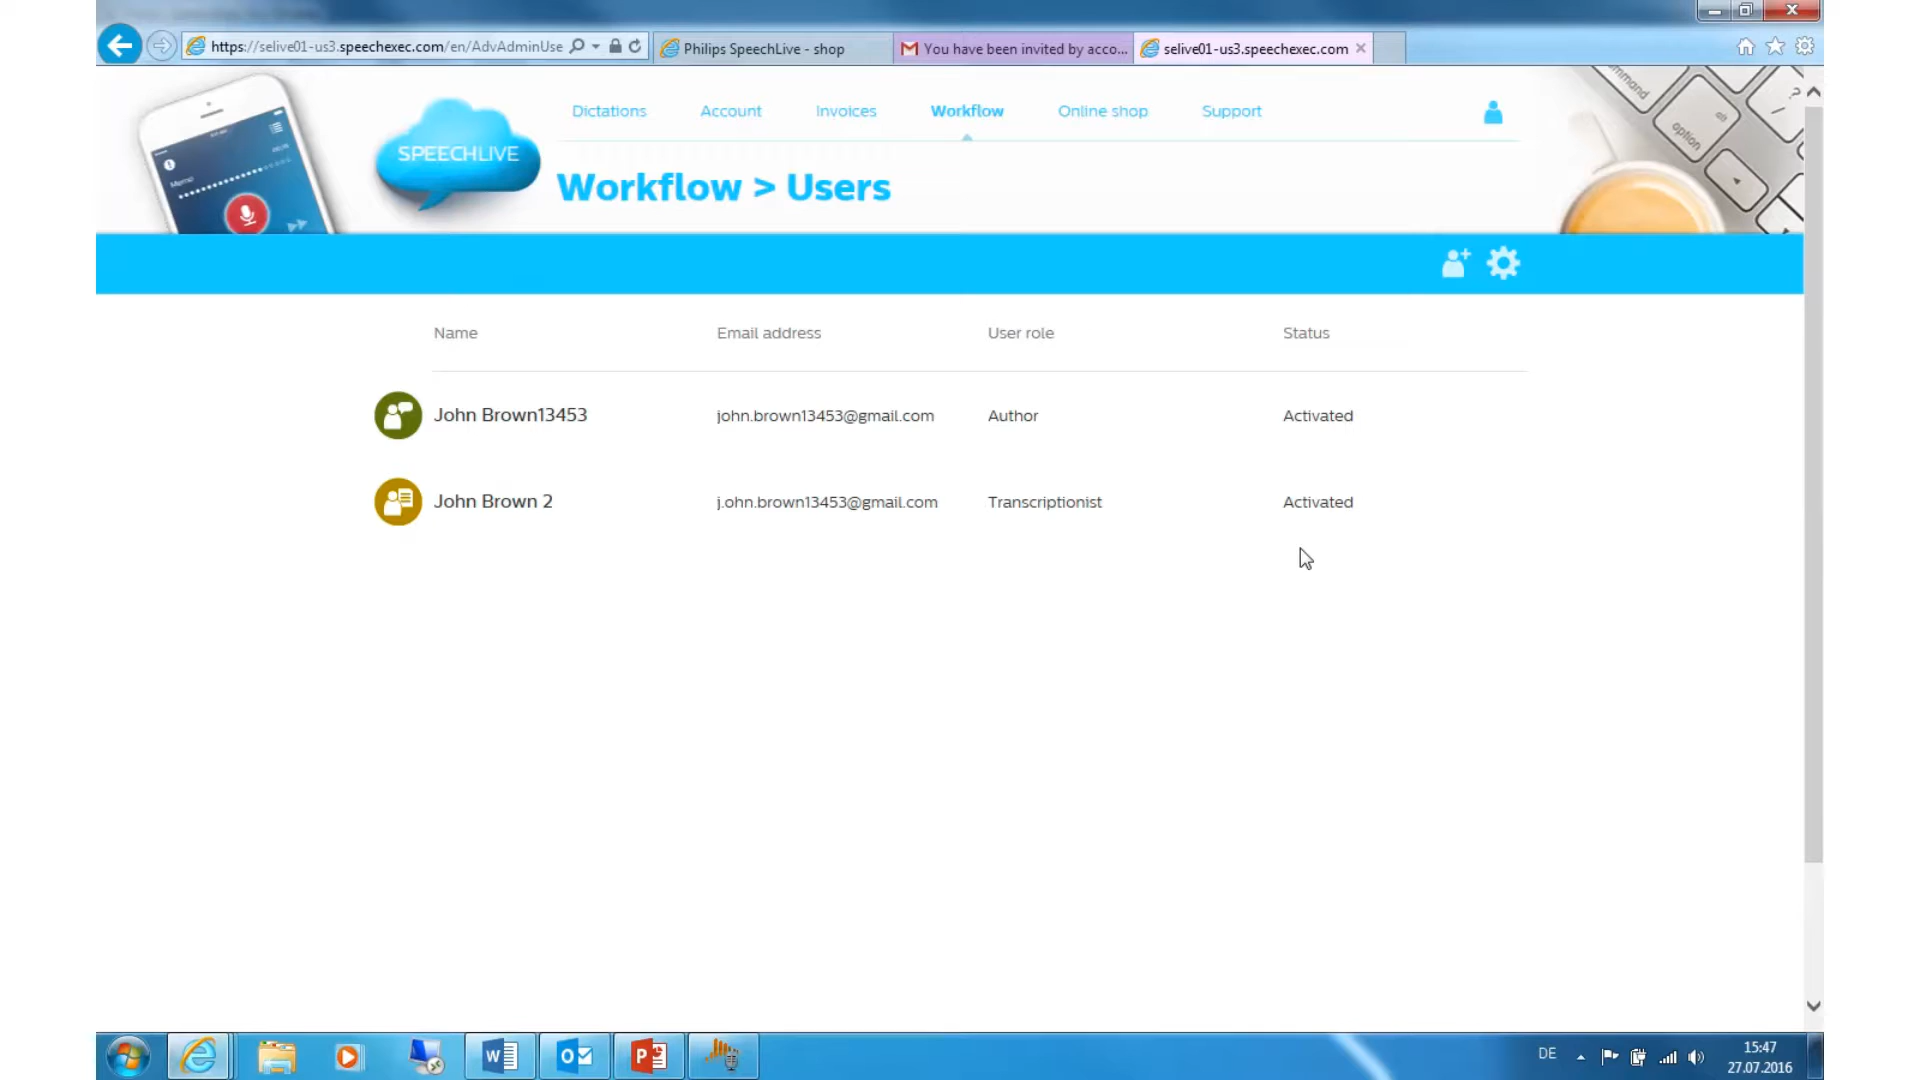 https://selive01-us3.speechexec.com/en/AdvAdminUse
Philips SpeechLive - shop
You have been invited by acco...
selive01-us3.speechexec.com
SPEECHLIVE
Dictations
Account
Invoices
Workflow
Online shop
Support
Workflow > Users
Memo
command
option
Name
Email address
User role
Status
John Brown13453
john.brown13453@gmail.com
Author
Activated
John Brown 2
j.ohn.brown13453@gmail.com
Transcriptionist
Activated
DE
15:47
27.07.2016